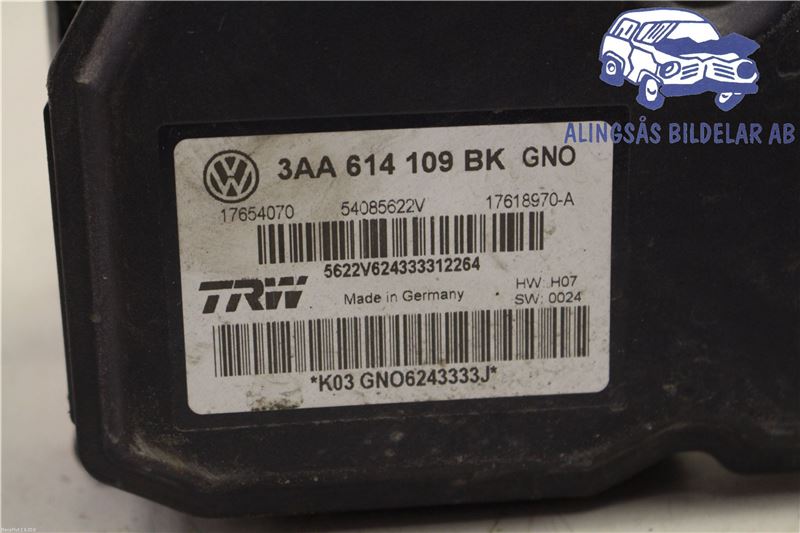 ALINGSÅS BILDELAR AB
3AA 614 109 BK GNO
17654070 54085622V 17618970-A
5622V624333312264
TRW Made in Germany HW: H07
SW: 0024
*K03 GNO6243333J*